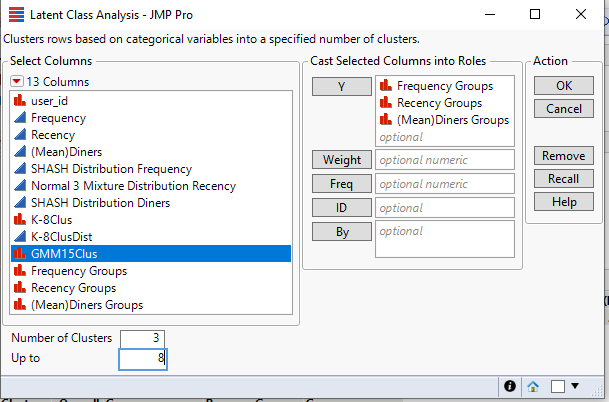 Latent Class Analysis - JMP Pro
Clusters rows based on categorical variables into a specified number of clusters.
Select Columns
13 Columns
user_id
Frequency
Recency
(Mean)Diners
SHASH Distribution Frequency
Normal 3 Mixture Distribution Recency
SHASH Distribution Diners
K-8Clus
K-8ClusDist
GMM15Clus
Frequency Groups
Recency Groups
(Mean)Diners Groups
Number of Clusters 3
Up to 8
Cast Selected Columns into Roles
Y
Frequency Groups
Recency Groups
(Mean)Diners Groups
optional
Weight optional numeric
Freq optional numeric
ID optional
By optional
Action
OK
Cancel
Remove
Recall
Help